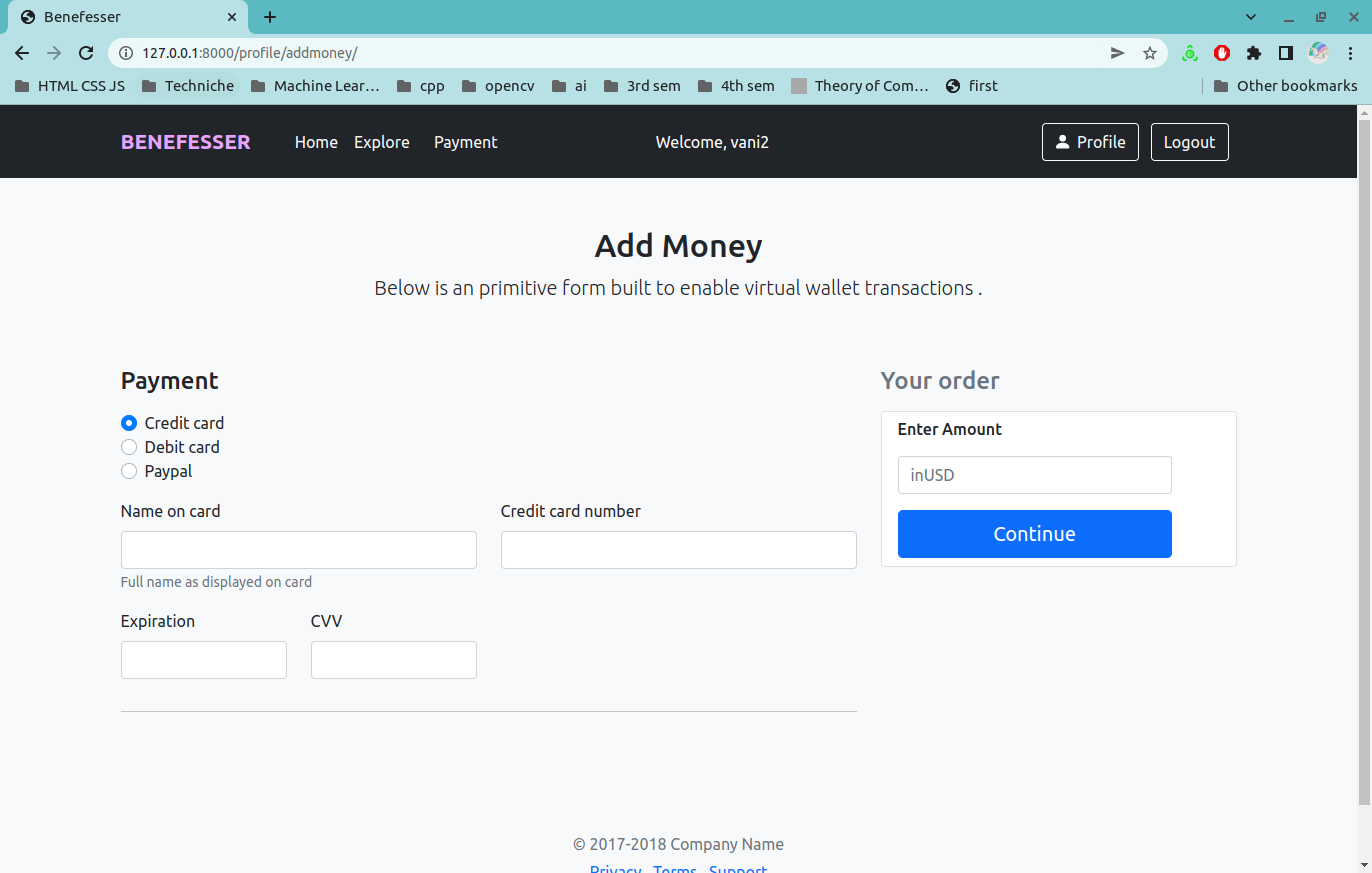 Benefesser
127.0.0.1:8000/profile/addmoney/
HTML CSS JS Techniche Machine Lear... cpp opencv ai 3rd sem 4th sem Theory of Com... first Other bookmarks
BENEFESSER Home Explore Payment Welcome, vani2 Profile Logout
Add Money
Below is an primitive form built to enable virtual wallet transactions .
Payment
Credit card
Debit card
Paypal
Name on card Credit card number
Full name as displayed on card
Expiration CVV
Your order
Enter Amount
inUSD
Continue
© 2017-2018 Company Name
Privacy Terms Support